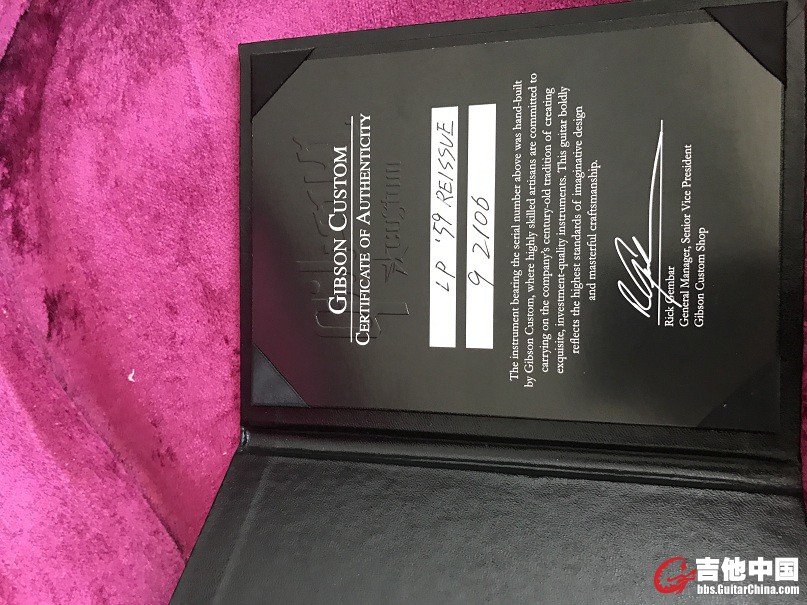 GIBSON CUSTOM
CERTIFICATE OF AUTHENTICITY
LP '59 REISSUE
9 2106
The instrument bearing the serial number above was hand-built
by Gibson Custom, where highly skilled artisans are committed to
carrying on the company's century-old tradition of creating
exquisite, investment-quality instruments. This guitar boldly
reflects the highest standards of imaginative design
and masterful craftsmanship.
Rick Gembar
General Manager, Senior Vice President
Gibson Custom Shop
吉他中国
bbs.GuitarChina.com